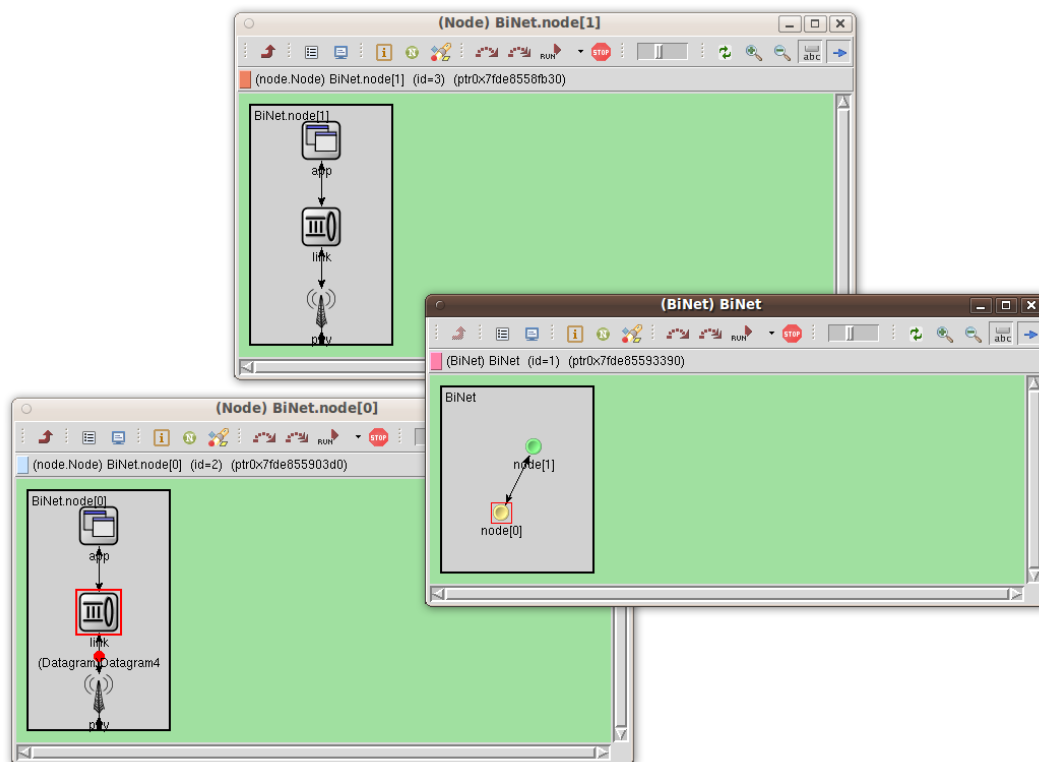 (Node) BiNet.node[1]
RUN
STOP
abc
(node.Node) BiNet.node[1] (id=3) (ptr0x7fde8558fb30)
BiNet.node[1]
app
link
phy
(BiNet) BiNet
RUN
STOP
abc
(BiNet) BiNet (id=1) (ptr0x7fde85593390)
BiNet
node[1]
node[0]
(Node) BiNet.node[0]
RUN
STOP
(node.Node) BiNet.node[0] (id=2) (ptr0x7fde855903d0)
BiNet.node[0]
app
link
(Datagram)Datagram4
phy